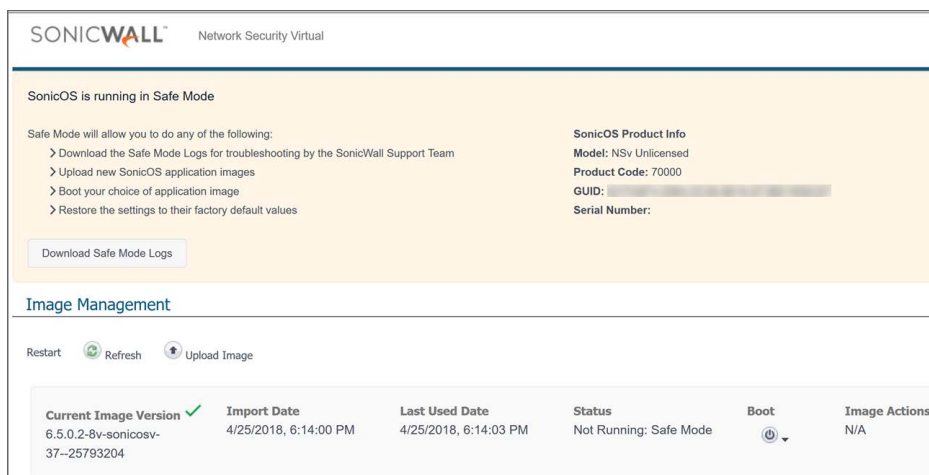 SONICWALL™ Network Security Virtual
SonicOS is running in Safe Mode
Safe Mode will allow you to do any of the following:
Download the Safe Mode Logs for troubleshooting by the SonicWall Support Team
Upload new SonicOS application images
Boot your choice of application image
Restore the settings to their factory default values
Download Safe Mode Logs
SonicOS Product Info
Model: NSv Unlicensed
Product Code: 70000
GUID:
Serial Number:
Image Management
Restart Refresh Upload Image
Current Image Version Import Date Last Used Date Status Boot Image Actions
6.5.0.2-8v-sonicosv- 4/25/2018, 6:14:00 PM 4/25/2018, 6:14:03 PM Not Running: Safe Mode N/A
37--25793204